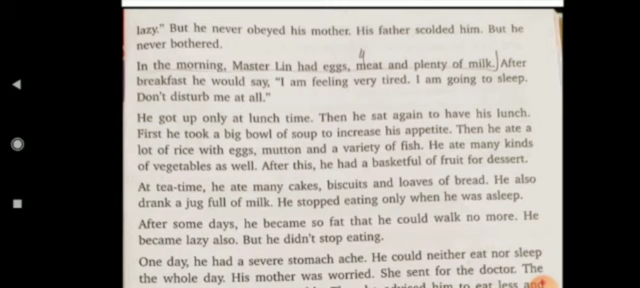 lazy." But he never obeyed his mother. His father scolded him. But he
never bothered.
In the morning, Master Lin had eggs, meat and plenty of milk. After
breakfast he would say, "I am feeling very tired. I am going to sleep.
Don't disturb me at all."
He got up only at lunch time. Then he sat again to have his lunch.
First he took a big bowl of soup to increase his appetite. Then he ate a
lot of rice with eggs, mutton and a variety of fish. He ate many kinds
of vegetables as well. After this, he had a basketful of fruit for dessert.
At tea-time, he ate many cakes, biscuits and loaves of bread. He also
drank a jug full of milk. He stopped eating only when he was asleep.
After some days, he became so fat that he could walk no more. He
became lazy also. But he didn't stop eating.
One day, he had a severe stomach ache. He could neither eat nor sleep
the whole day. His mother was worried. She sent for the doctor. The
him to eat less and